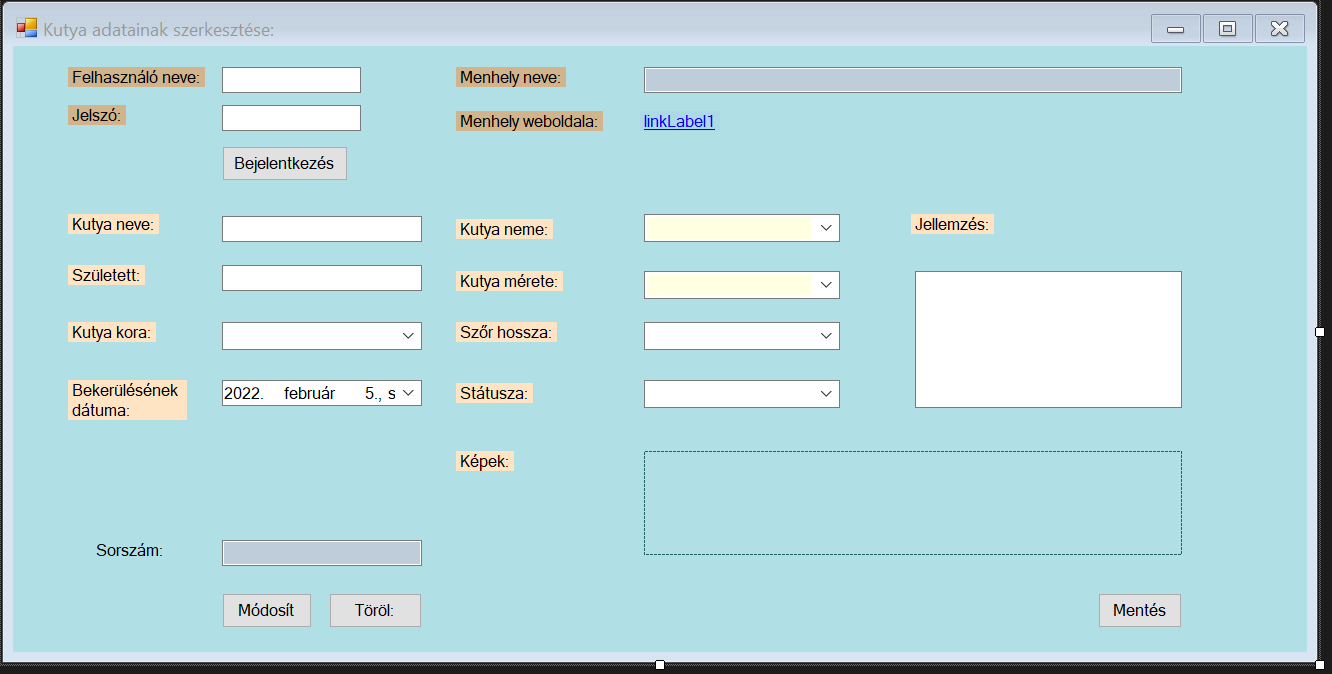 Kutya adatainak szerkesztése:
Felhasználó neve:
Menhely neve:
Jelszó:
Menhely weboldala:
linkLabel1
Bejelentkezés
Kutya neve:
Kutya neme:
Jellemzés:
Született:
Kutya mérete:
Kutya kora:
Szőr hossza:
Bekerülésének
dátuma:
2022. február 5., s
Státusza:
Képek:
Sorszám:
Módosít
Töröl:
Mentés